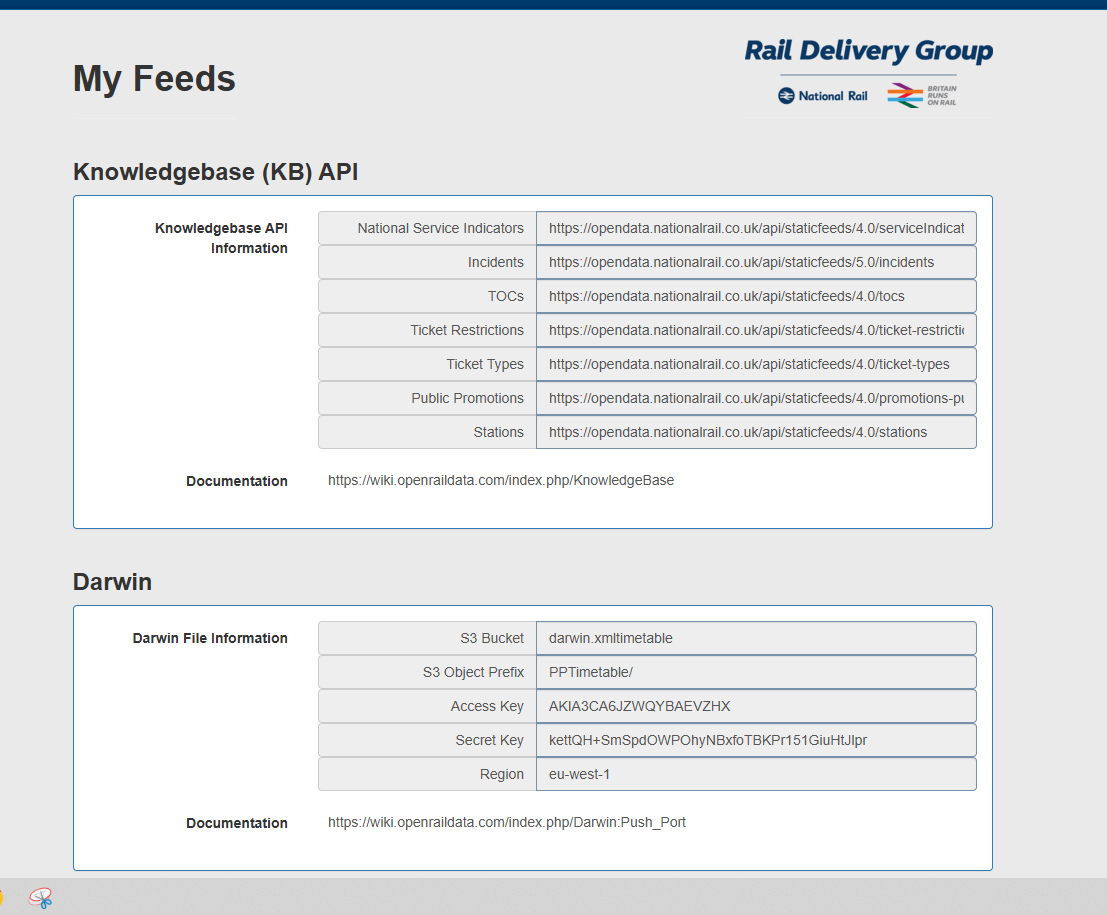 My Feeds
Rail Delivery Group
National Rail
BRITAIN
RUNS
ON RAIL
Knowledgebase (KB) API
Knowledgebase API
Information
National Service Indicators https://opendata.nationalrail.co.uk/api/staticfeeds/4.0/serviceIndicat
Incidents https://opendata.nationalrail.co.uk/api/staticfeeds/5.0/incidents
TOCs https://opendata.nationalrail.co.uk/api/staticfeeds/4.0/tocs
Ticket Restrictions https://opendata.nationalrail.co.uk/api/staticfeeds/4.0/ticket-restrictic
Ticket Types https://opendata.nationalrail.co.uk/api/staticfeeds/4.0/ticket-types
Public Promotions https://opendata.nationalrail.co.uk/api/staticfeeds/4.0/promotions-pu
Stations https://opendata.nationalrail.co.uk/api/staticfeeds/4.0/stations
Documentation https://wiki.openraildata.com/index.php/KnowledgeBase
Darwin
Darwin File Information
S3 Bucket darwin.xmltimetable
S3 Object Prefix PPTimetable/
Access Key AKIA3CA6JZWQYBAEVZHX
Secret Key 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
Region eu-west-1
Documentation https://wiki.openraildata.com/index.php/Darwin:Push_Port